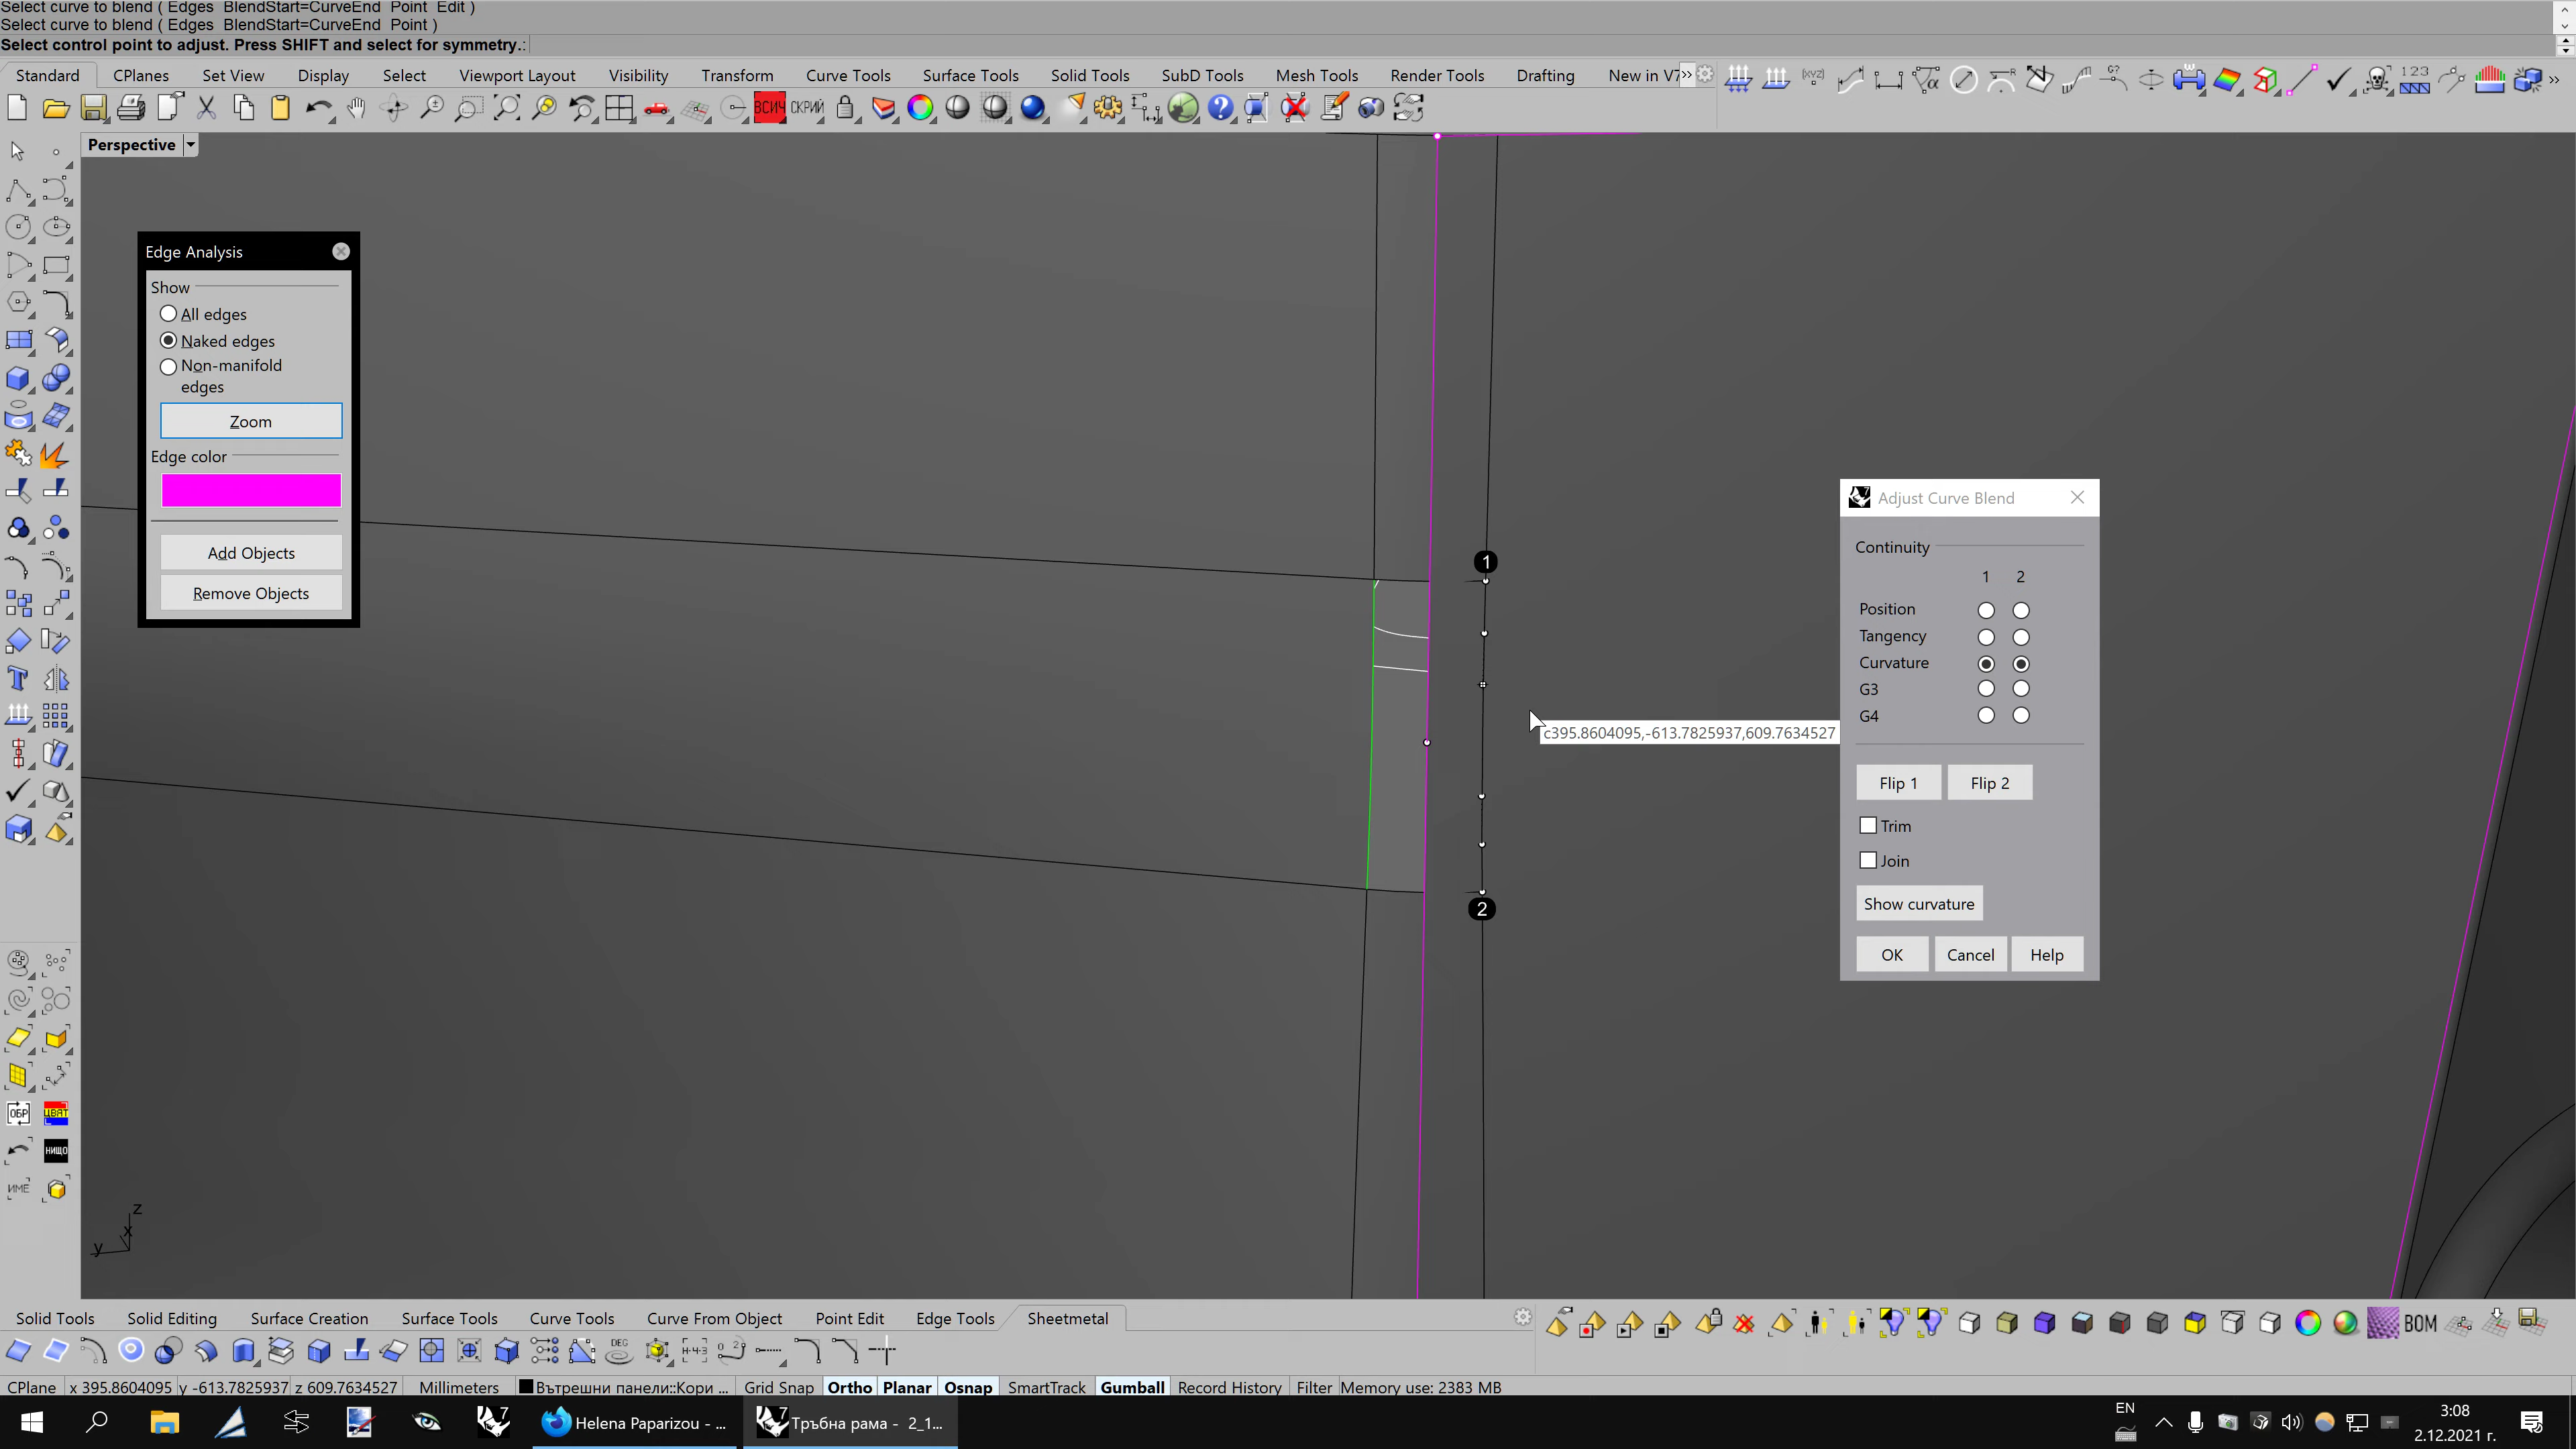 Select curve to blend ( Edges  BlendStart=CurveEnd  Point  Edit )
Select curve to blend ( Edges  BlendStart=CurveEnd  Point )
Select control point to adjust. Press SHIFT and select for symmetry.:
Standard CPlanes Set View Display Select Viewport Layout Visibility Transform Curve Tools Surface Tools Solid Tools SubD Tools Mesh Tools Render Tools Drafting New in V7
ВСИЧ СКРИЙ
Perspective
Edge Analysis
Show
All edges
Naked edges
Non-manifold
edges
Zoom
Edge color
Add Objects
Remove Objects
1
2
c395.8604095,-613.7825937,609.7634527
Adjust Curve Blend
Continuity
1 2
Position
Tangency
Curvature
G3
G4
Flip 1 Flip 2
Trim
Join
Show curvature
OK Cancel Help
ОБР ЦВЯТ
НИЩО
ИМЕ
z
x
y
Solid Tools Solid Editing Surface Creation Surface Tools Curve Tools Curve From Object Point Edit Edge Tools Sheetmetal
BOM
DEG
CPlane x 395.8604095 y -613.7825937 z 609.7634527 Millimeters Вътрешни панели::Кори ... Grid Snap Ortho Planar Osnap SmartTrack Gumball Record History Filter Memory use: 2383 MB
Helena Paparizou - ... Тръбна рама - 2_1...
EN
3:08
2.12.2021 г.